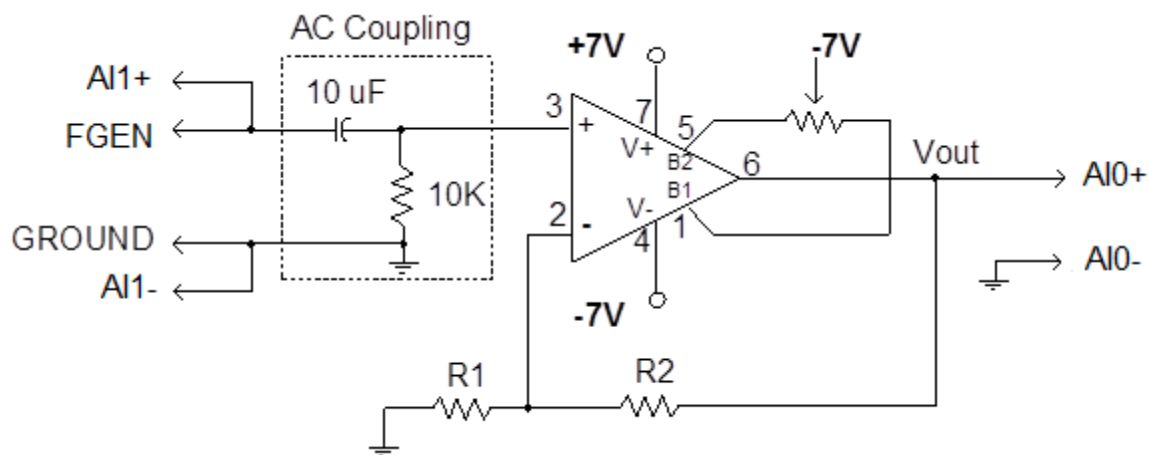 AC Coupling
+7V
-7V
AI1+
10 uF
3
7
5
FGEN
+
V+
B2
Vout
6
AI0+
10K
B1
2
-
V-
1
GROUND
4
AI0-
AI1-
-7V
R1
R2